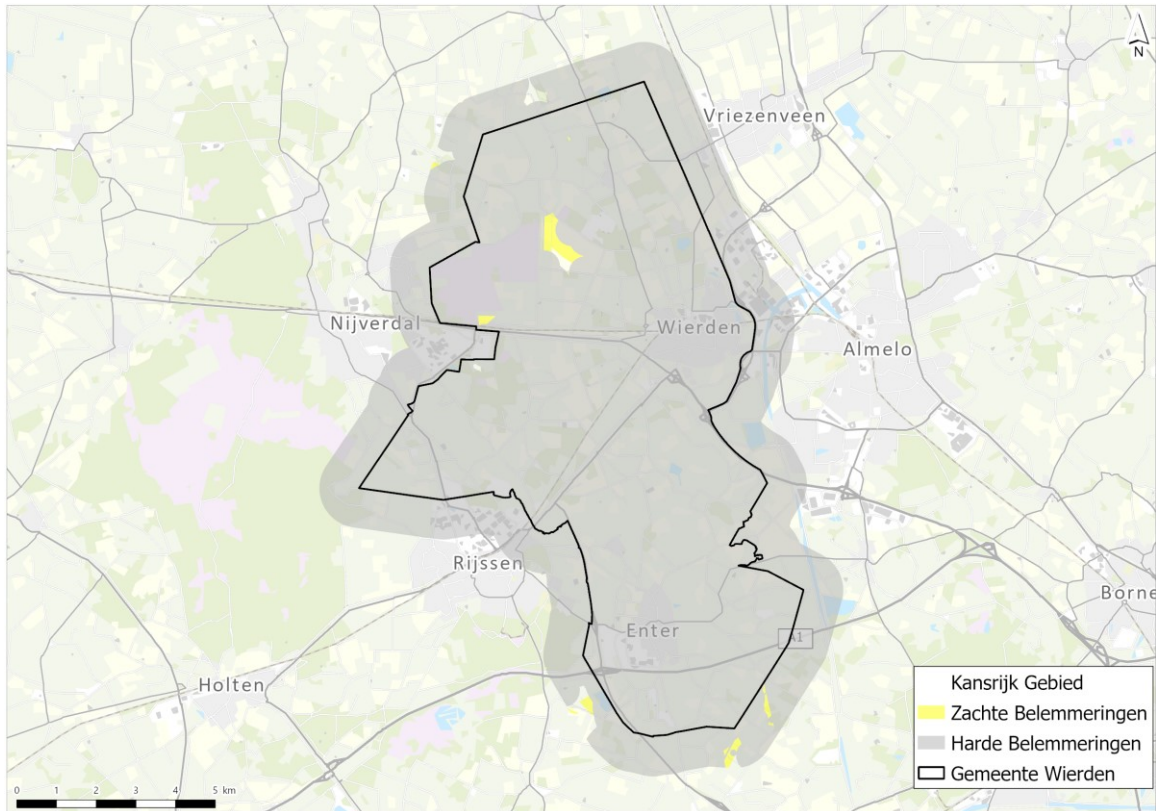 N
Vriezenveen
Nijverdal
Wierden
Almelo
Rijssen
Enter
A1
Borne
Holten
Kansrijk Gebied
Zachte Belemmeringen
Harde Belemmeringen
Gemeente Wierden
0 1 2 3 4 5 km